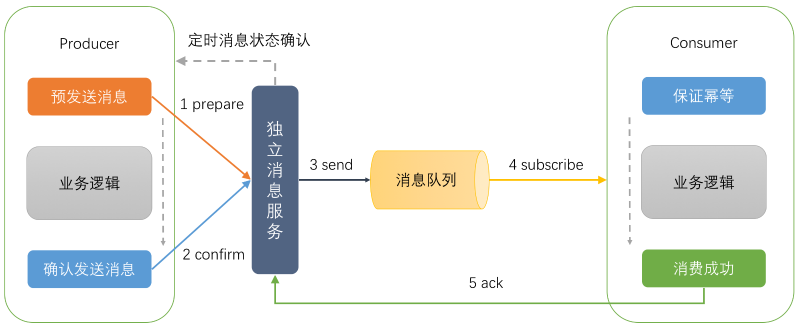 Producer
定时消息状态确认
Consumer
预发送消息
1 prepare
保证幂等
独立消息服务
业务逻辑
3 send
消息队列
4 subscribe
业务逻辑
2 confirm
确认发送消息
消费成功
5 ack